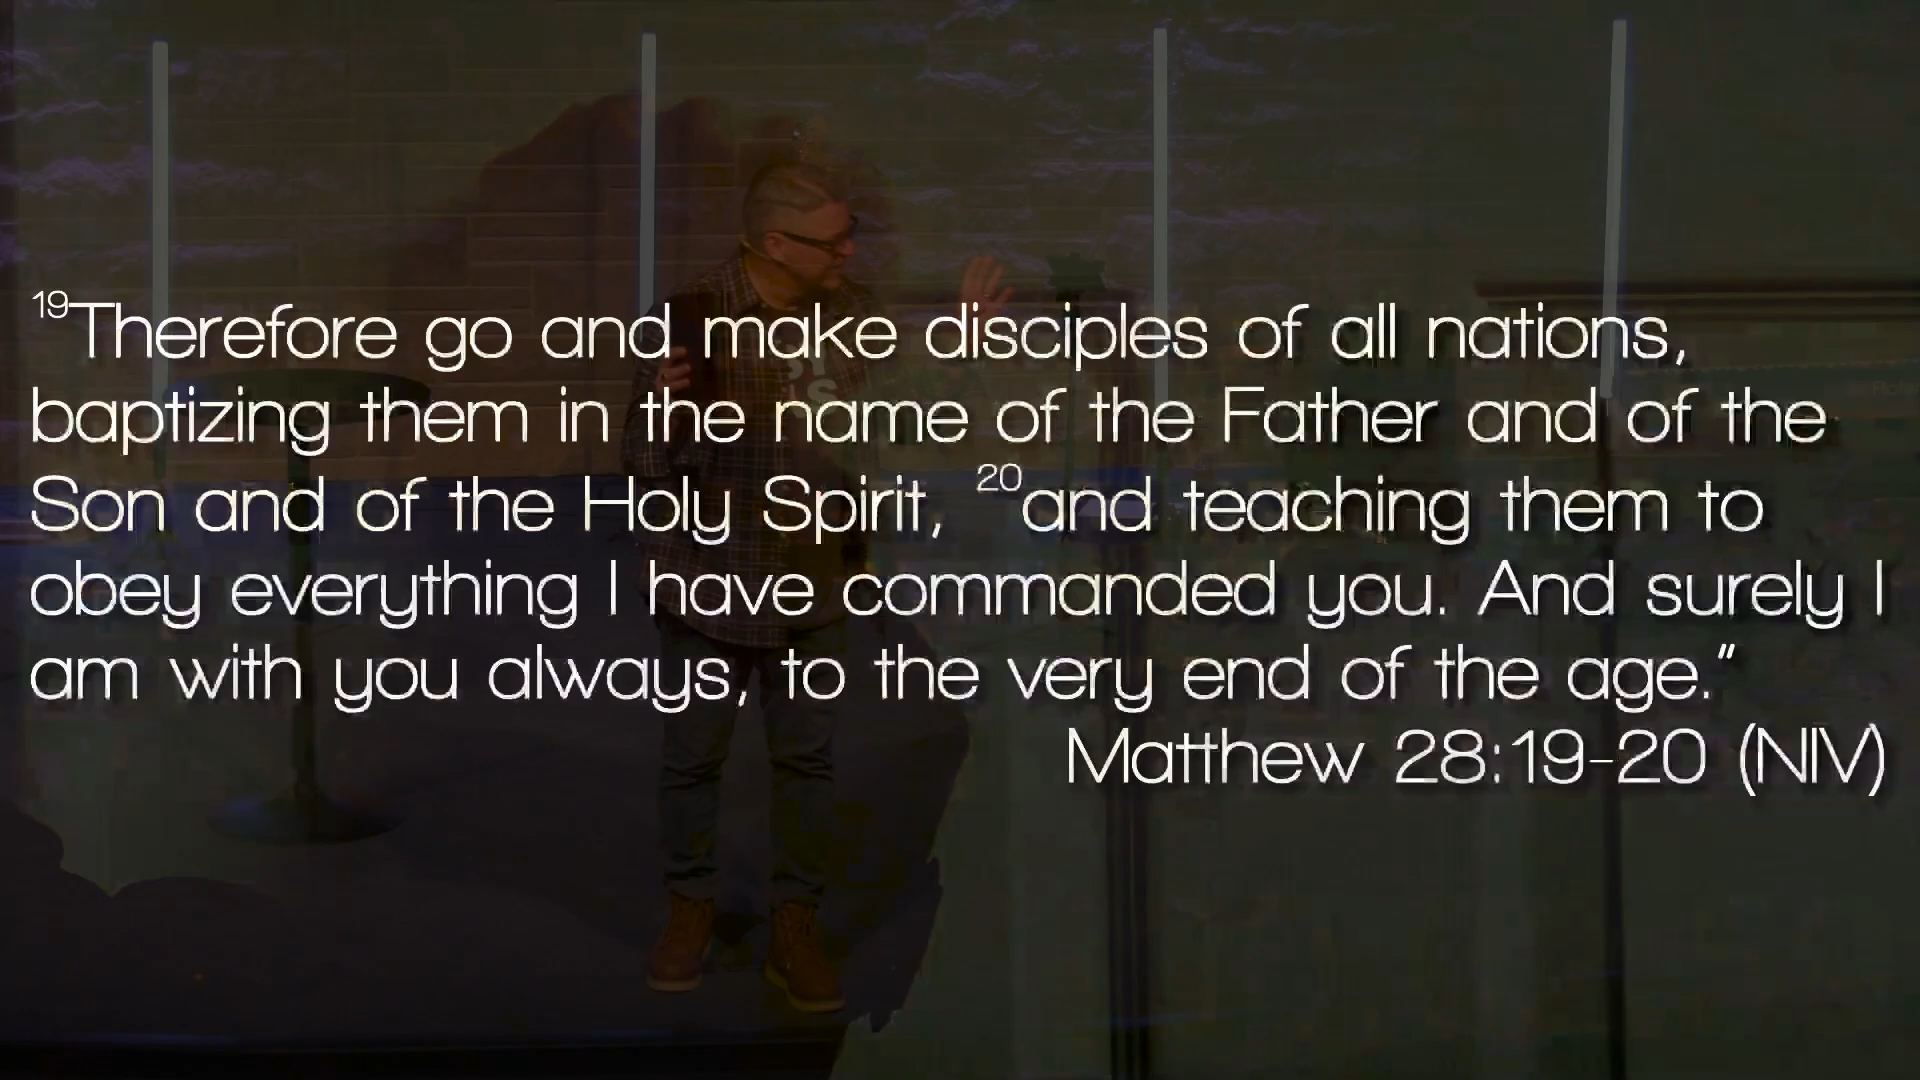 19Therefore go and make disciples of all nations,
baptizing them in the name of the Father and of the
Son and of the Holy Spirit, 20and teaching them to
obey everything I have commanded you. And surely I
am with you always, to the very end of the age.”
Matthew 28:19-20 (NIV)